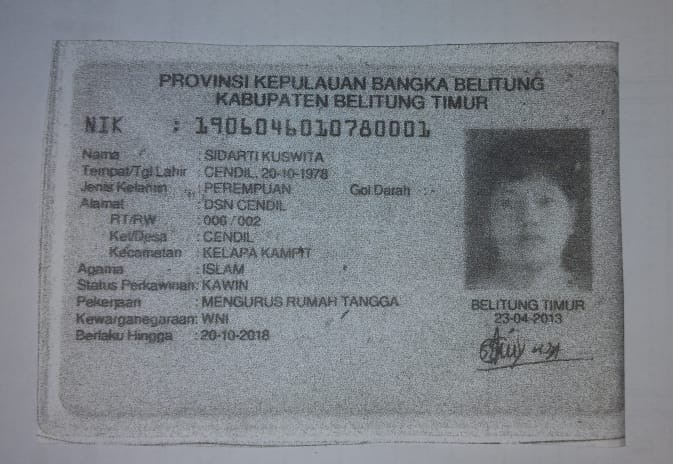 PROVINSI KEPULAUAN BANGKA BELITUNG
KABUPATEN BELITUNG TIMUR
NIK : 1906046010780001
Nama : SIDARTI KUSWITA
Tempat/Tgl Lahir : CENDIL, 20-10-1978
Jenis Kelamin : PEREMPUAN Gol Darah : -
Alamat : DSN CENDIL
RT/RW : 006 / 002
Kel/Desa : CENDIL
Kecamatan : KELAPA KAMPIT
Agama : ISLAM
Status Perkawinan: KAWIN
Pekerjaan : MENGURUS RUMAH TANGGA
Kewarganegaraan: WNI
Berlaku Hingga : 20-10-2018
BELITUNG TIMUR
23-04-2013